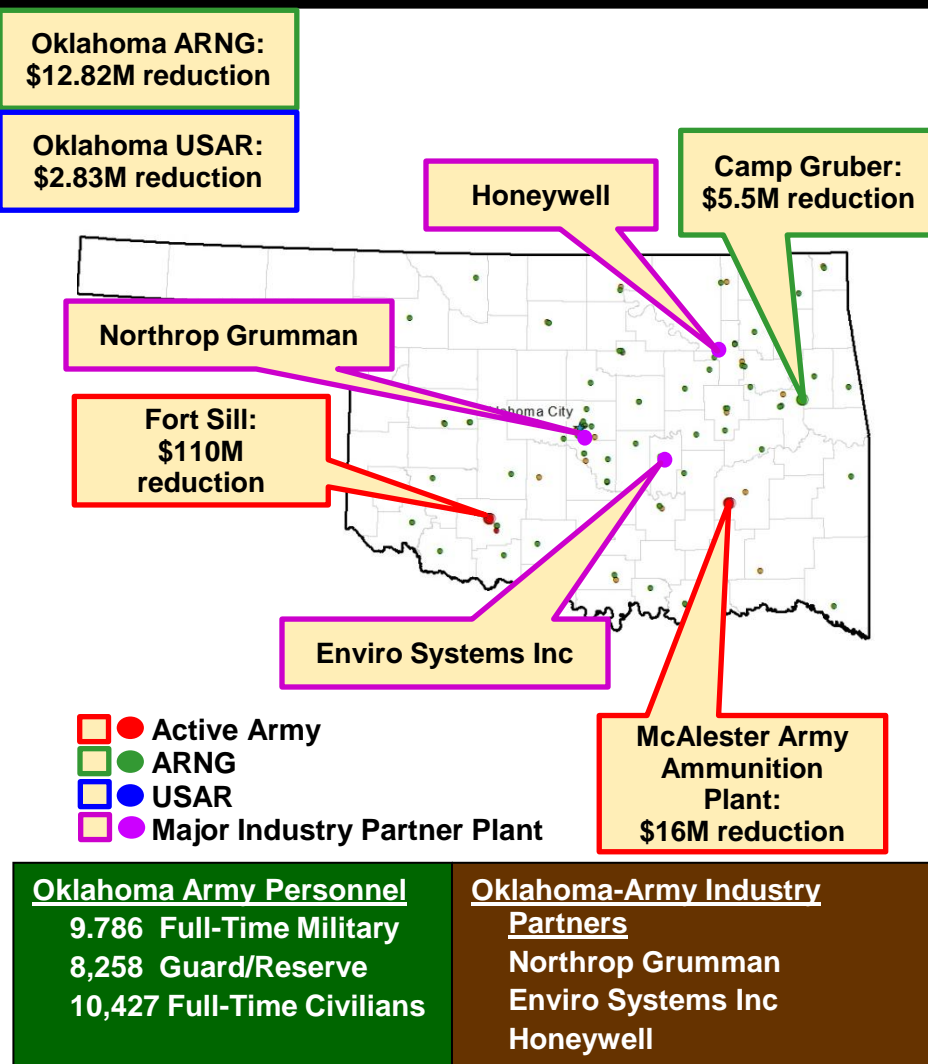 Oklahoma ARNG:
$12.82M reduction
Oklahoma USAR:
$2.83M reduction
Honeywell
Camp Gruber:
$5.5M reduction
Northrop Grumman
Fort Sill:
$110M
reduction
lahoma City
Enviro Systems Inc
McAlester Army
Ammunition
Plant:
$16M reduction
Active Army
ARNG
USAR
Major Industry Partner Plant
Oklahoma Army Personnel
9.786 Full-Time Military
8,258 Guard/Reserve
10,427 Full-Time Civilians
Oklahoma-Army Industry
Partners
Northrop Grumman
Enviro Systems Inc
Honeywell